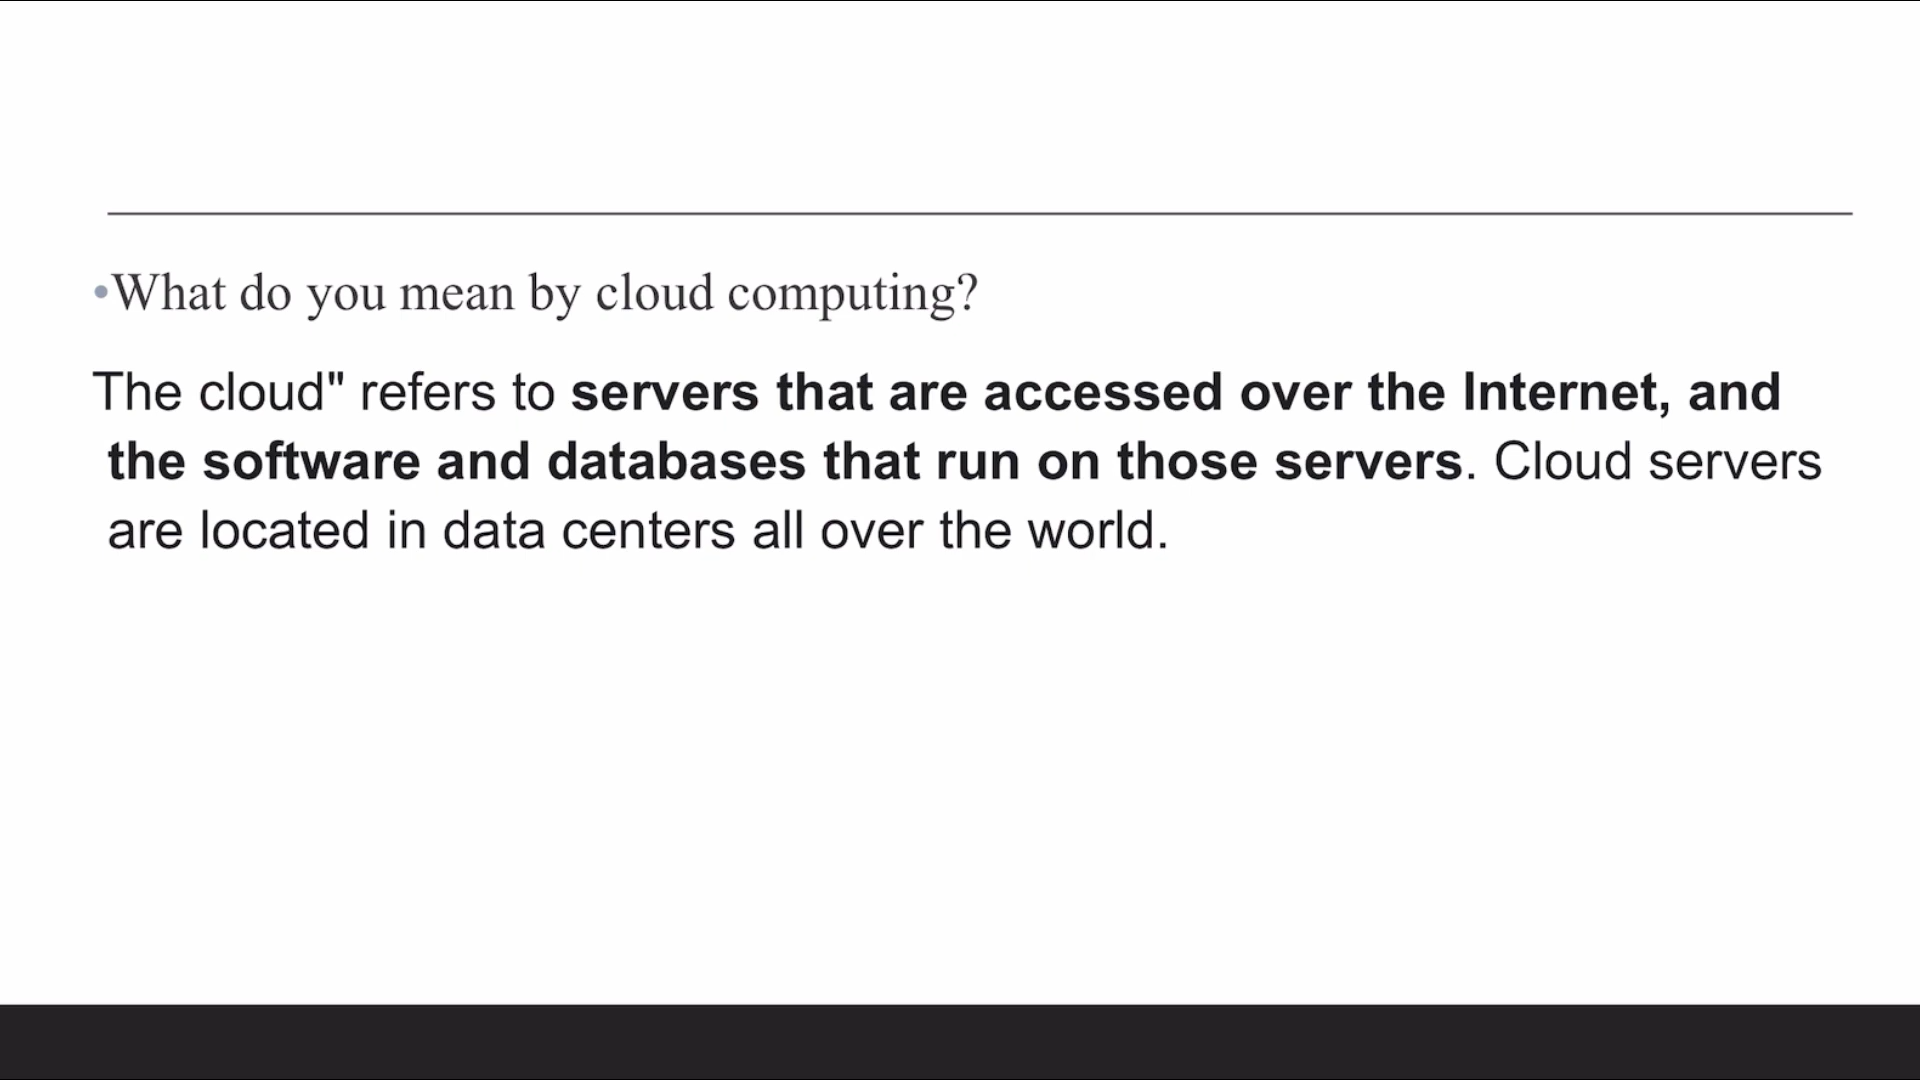 •What do you mean by cloud computing?
The cloud" refers to servers that are accessed over the Internet, and
the software and databases that run on those servers. Cloud servers
are located in data centers all over the world.